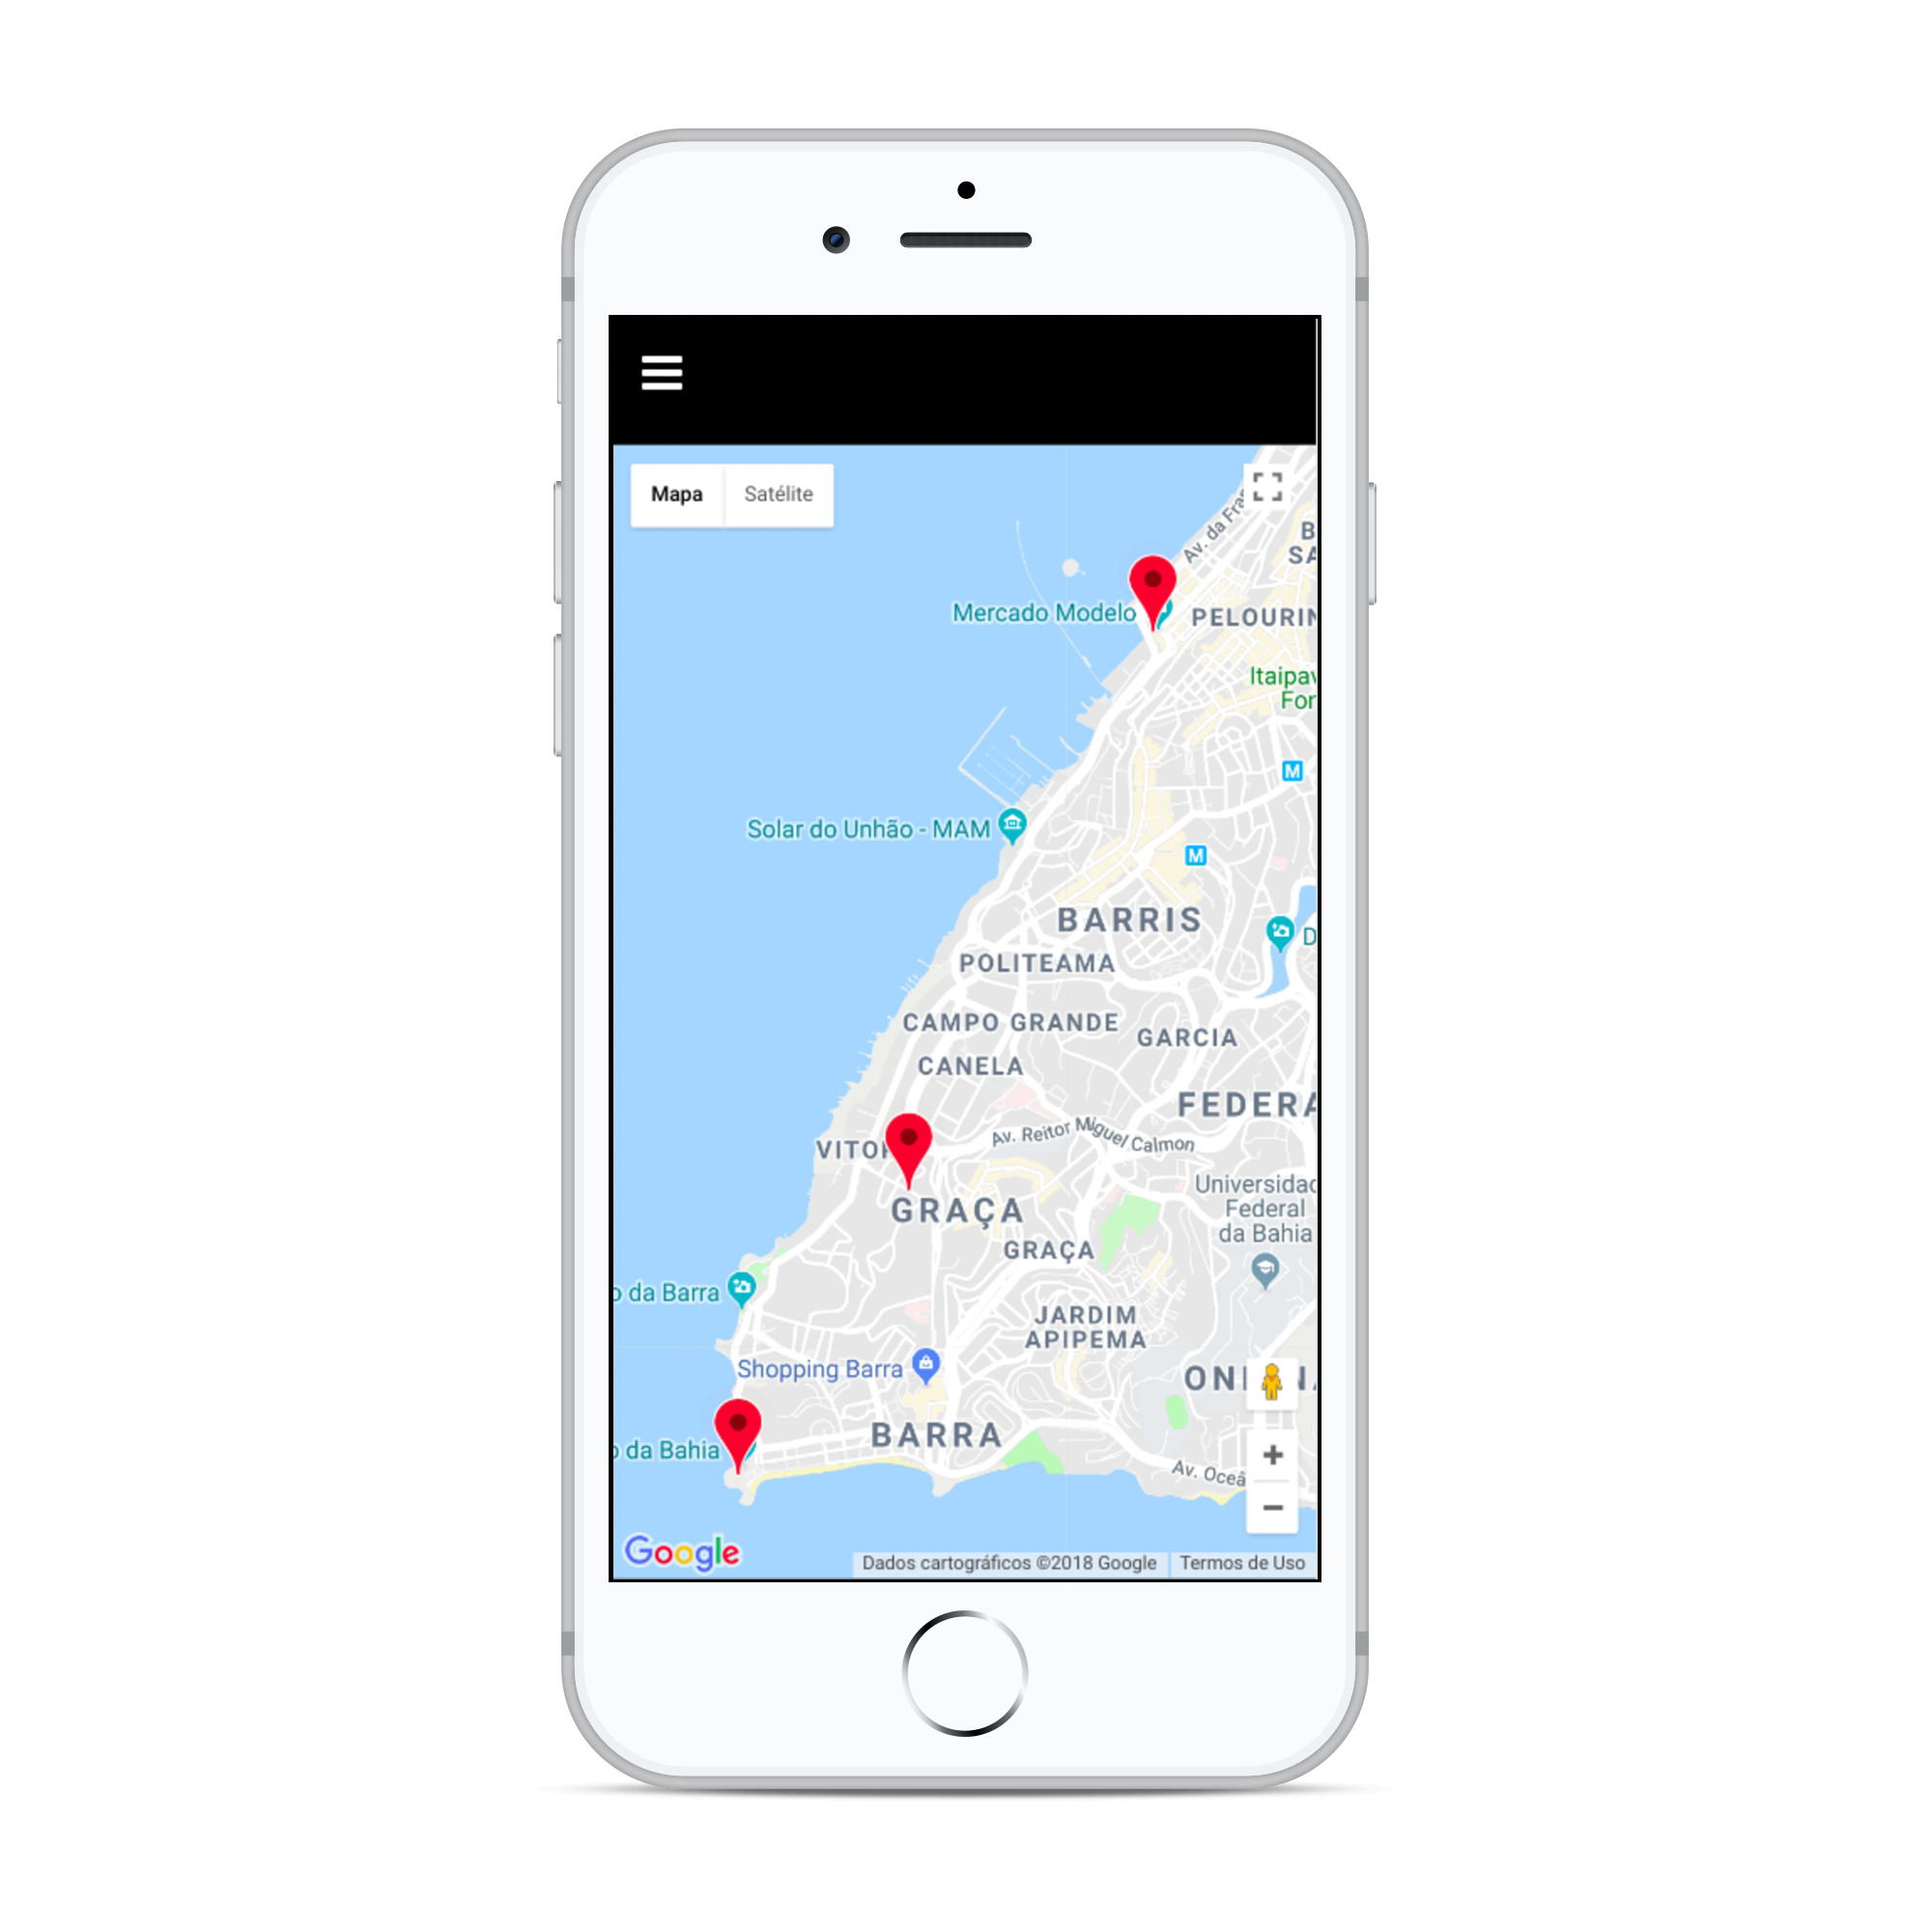 Mapa
Satélite
Av. da Fra
B
SA
Mercado Modelo
PELOURIN
Itaipav
For
M
Solar do Unhão - MAM
M
BARRIS
D
POLITEAMA
CAMPO GRANDE
GARCIA
CANELA
FEDERA
Av. Reitor Miguel Calmon
VITOR
Universidad
Federal
da Bahia
GRAÇA
GRAÇA
o da Barra
JARDIM
APIPEMA
Shopping Barra
BARRA
o da Bahia
Av. Oceâ
Google
Dados cartográficos ©2018 Google
Termos de Uso